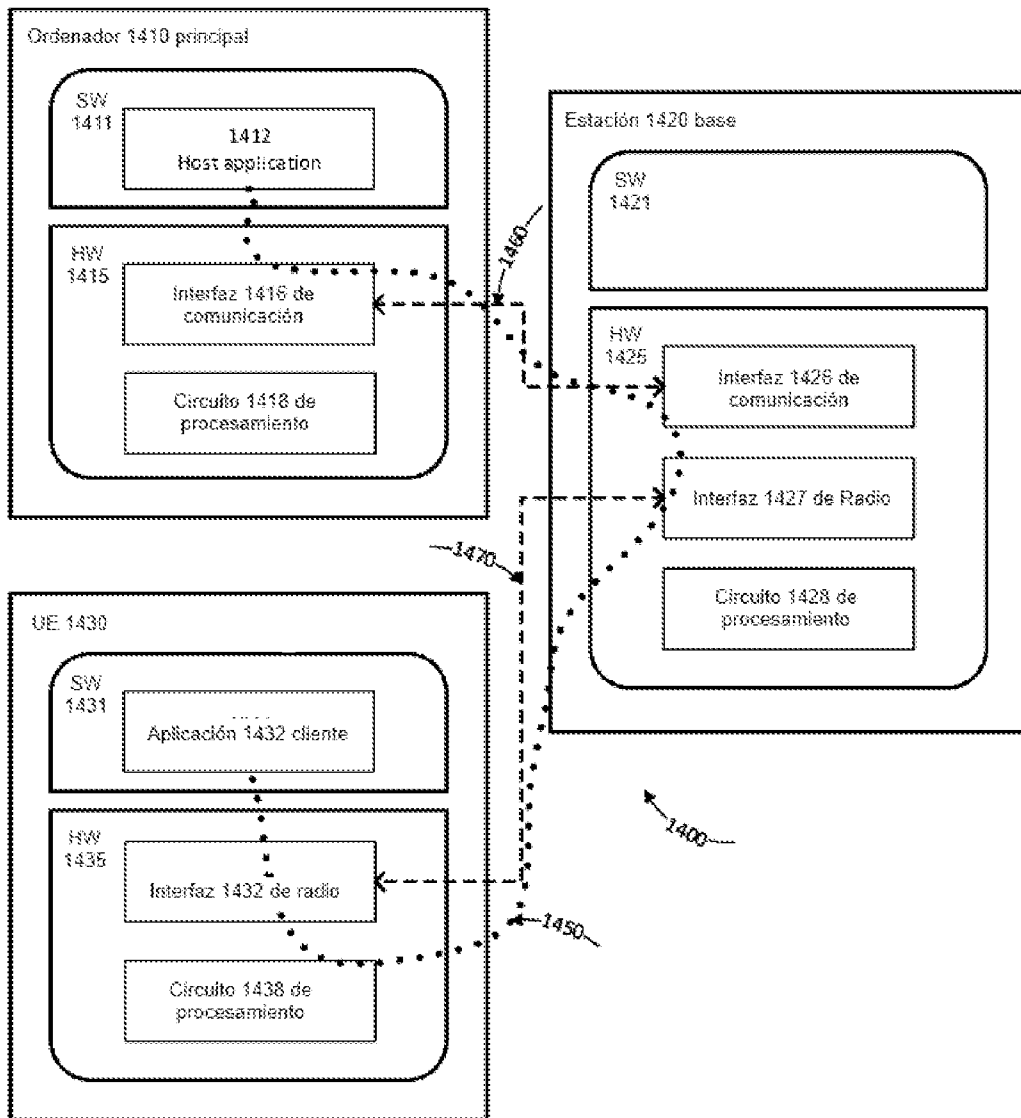 Ordenador 1410 principal
SW
1411
1412
Host application
HW
1415
Interfaz 1416 de
comunicación
Circuito 1418 de
procesamiento
1460
Estación 1420 base
SW
1421
HW
1425
Interfaz 1426 de
comunicación
Interfaz 1427 de Radio
Circuito 1428 de
procesamiento
1470
UE 1430
SW
1431
Aplicación 1432 cliente
HW
1435
Interfaz 1432 de radio
Circuito 1438 de
procesamiento
1450
1400